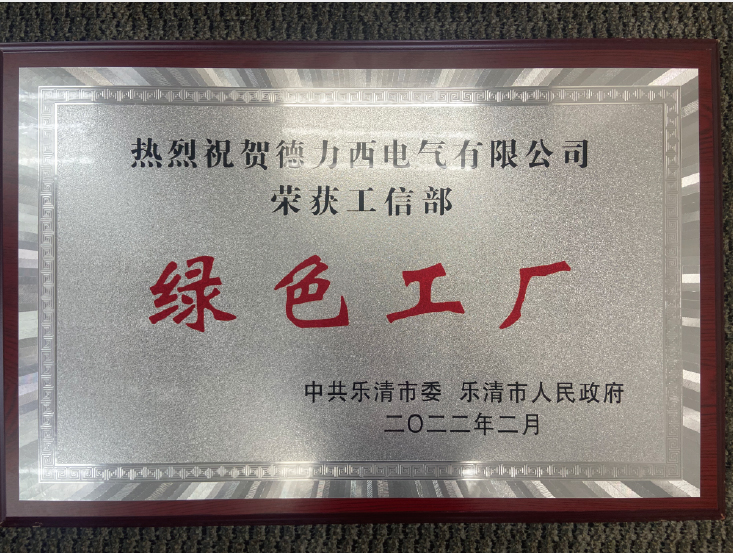 热烈祝贺德力西电气有限公司
荣获工信部
绿色工厂
中共乐清市委 乐清市人民政府
二〇二二年二月